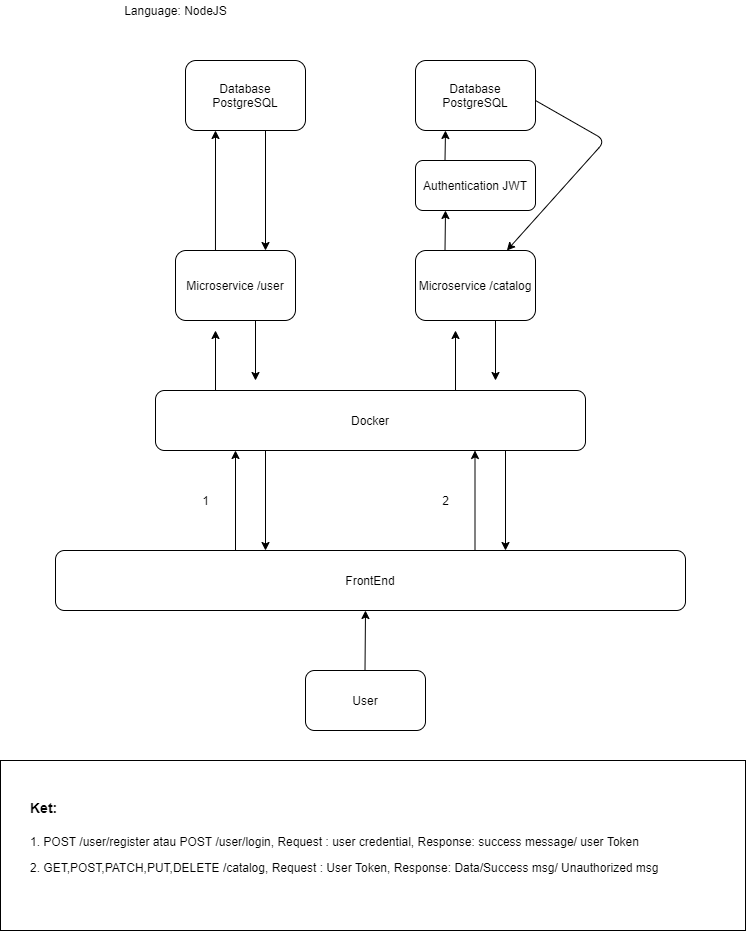 Language: NodeJS
Database
PostgreSQL
Database
PostgreSQL
Authentication JWT
Microservice /user
Microservice /catalog
Docker
1
2
FrontEnd
User
Ket:
1. POST /user/register atau POST /user/login, Request : user credential, Response: success message/ user Token
2. GET,POST,PATCH,PUT,DELETE /catalog, Request : User Token, Response: Data/Success msg/ Unauthorized msg